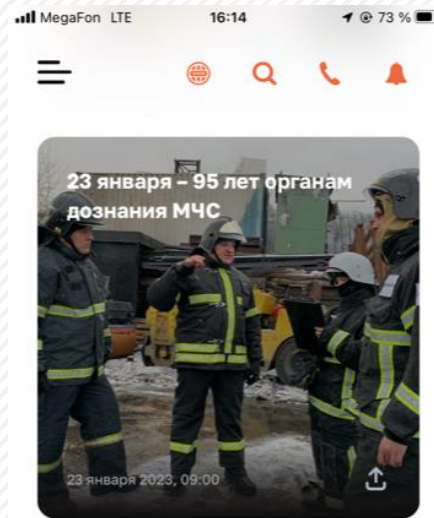 MegaFon LTE 16:14 73 %
23 января – 95 лет органам
дознания МЧС
23 января 2023, 09:00